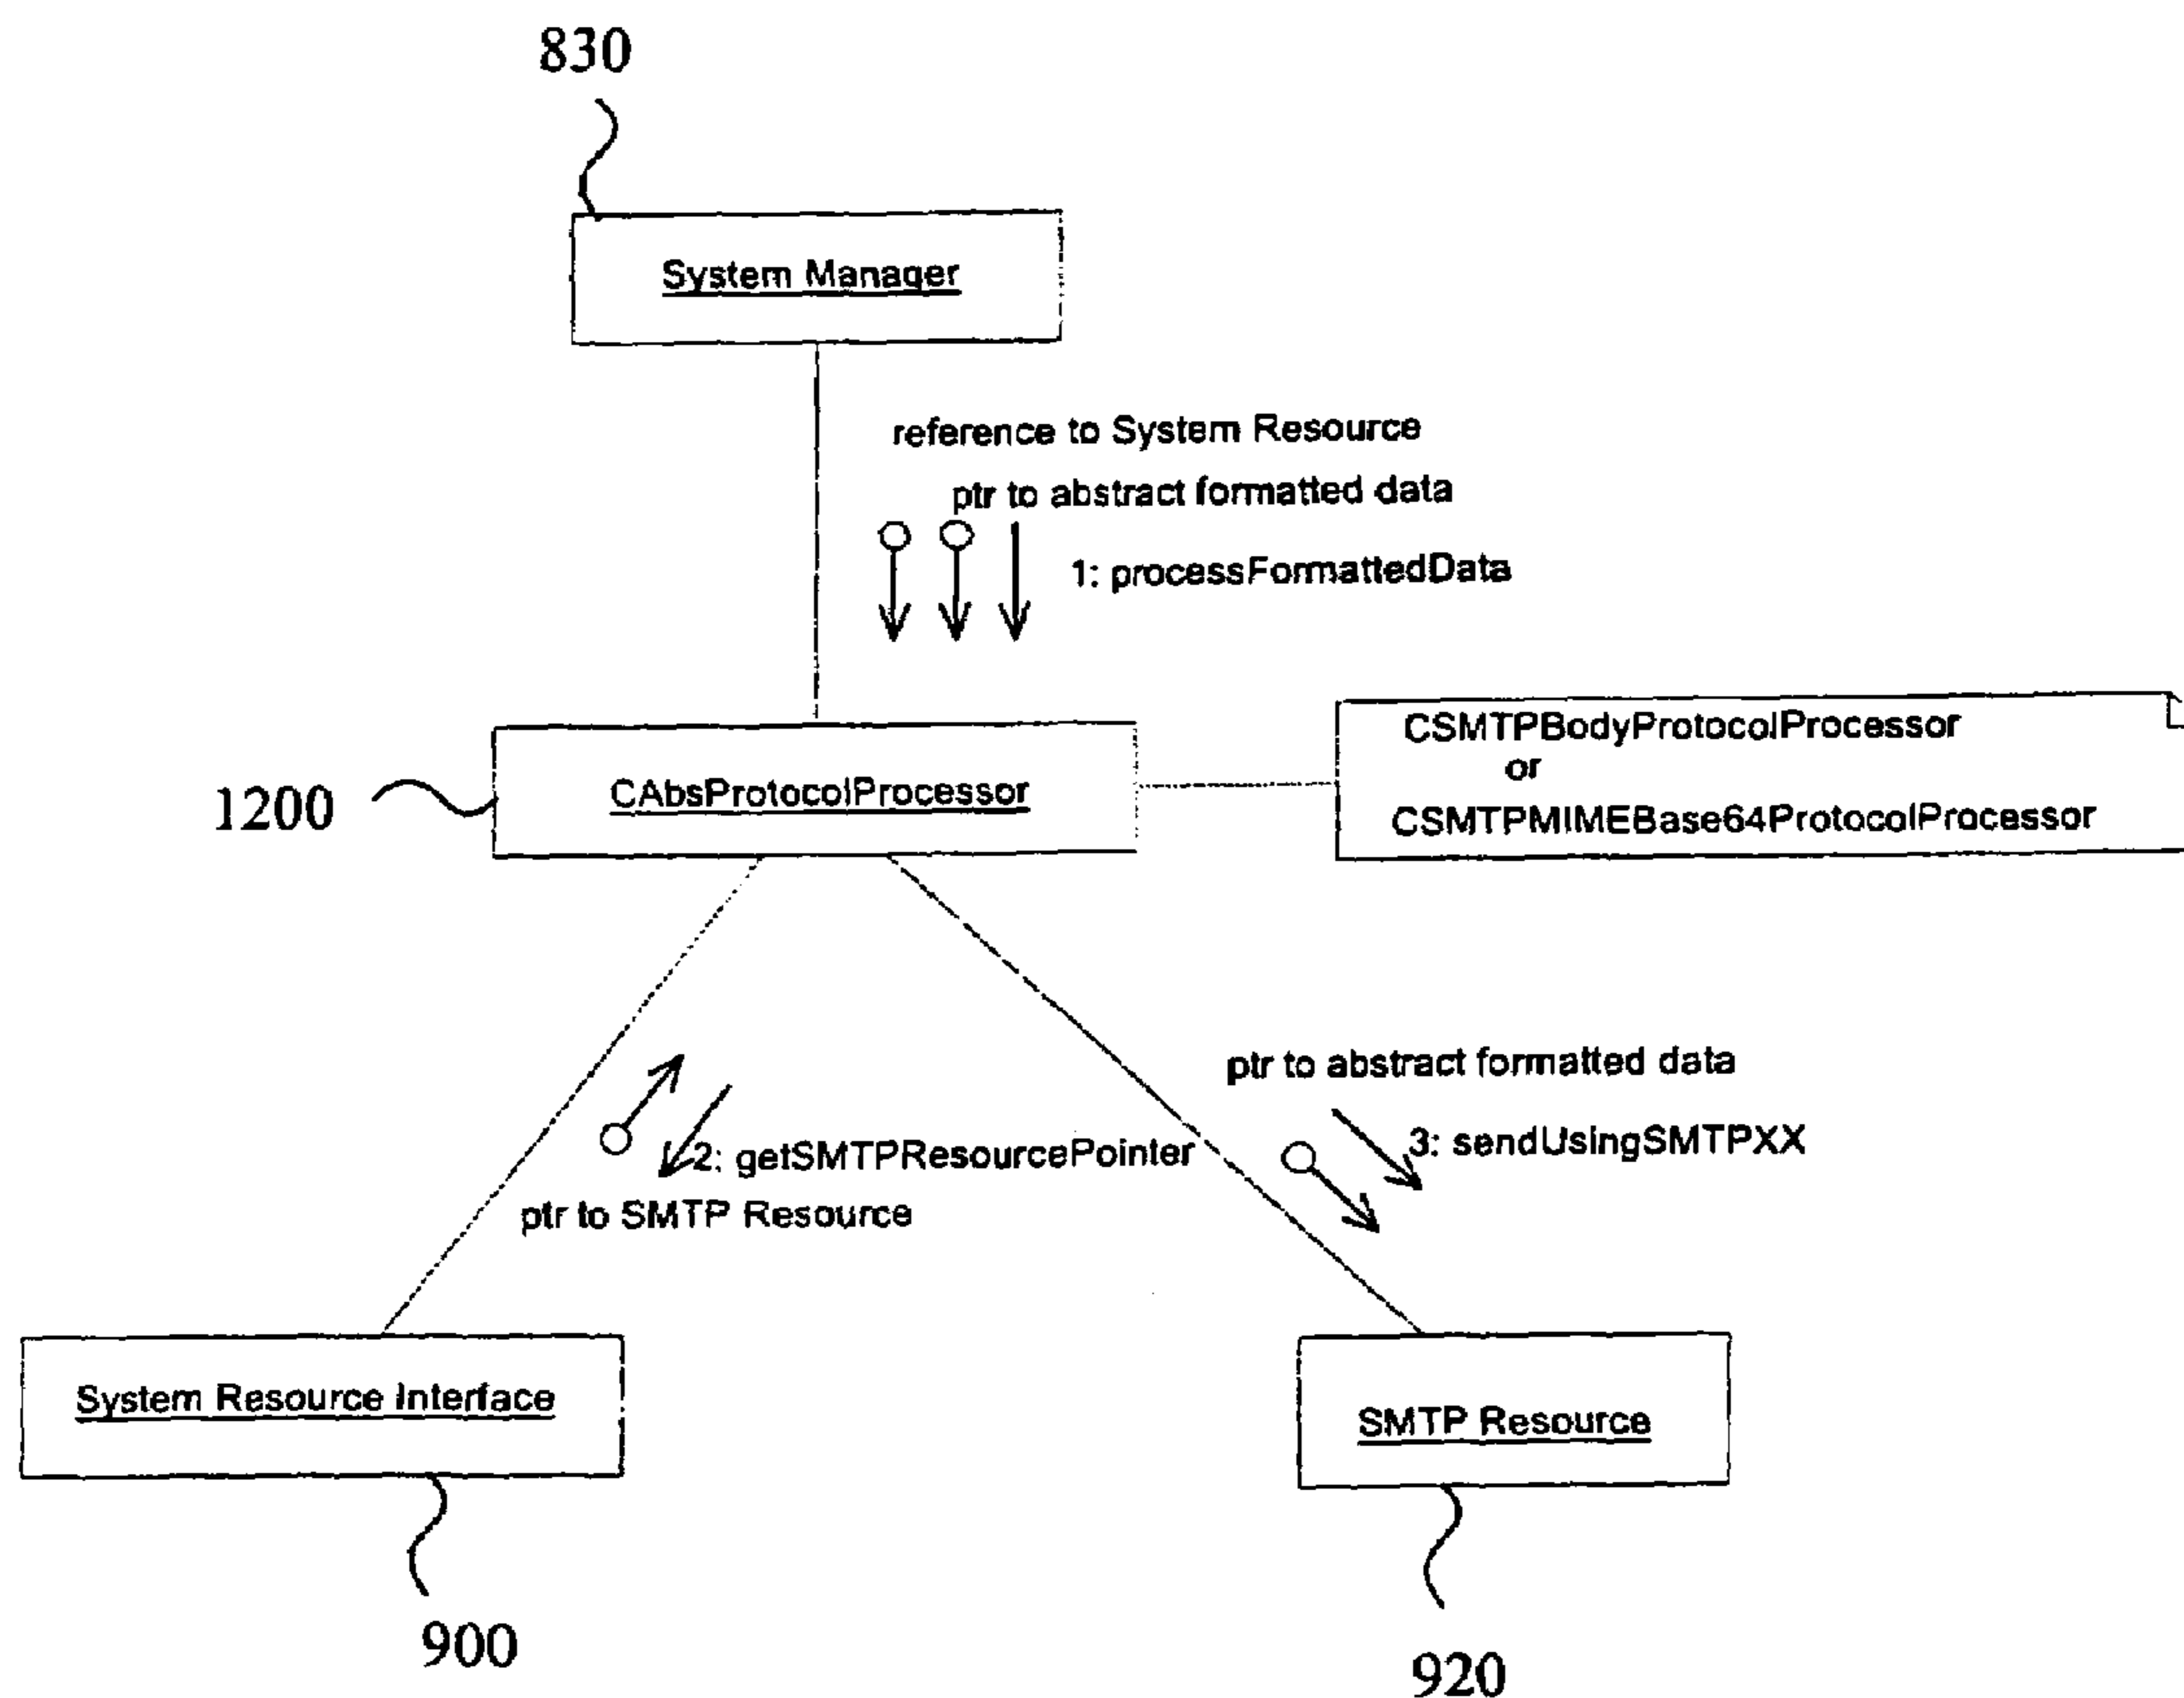 830
System Manager
reference to System Resource
ptr to abstract formatted data
1: processFormattedData
CSMTPBodyProtocolProcessor
or
CSMTPMIMEBase64ProtocolProcessor
CAbsProtocolProcessor
1200
ptr to abstract formatted data
3: sendUsingSMTPXX
2: getSMTPResourcePointer
ptr to SMTP Resource
System Resource Interface
SMTP Resource
900
920